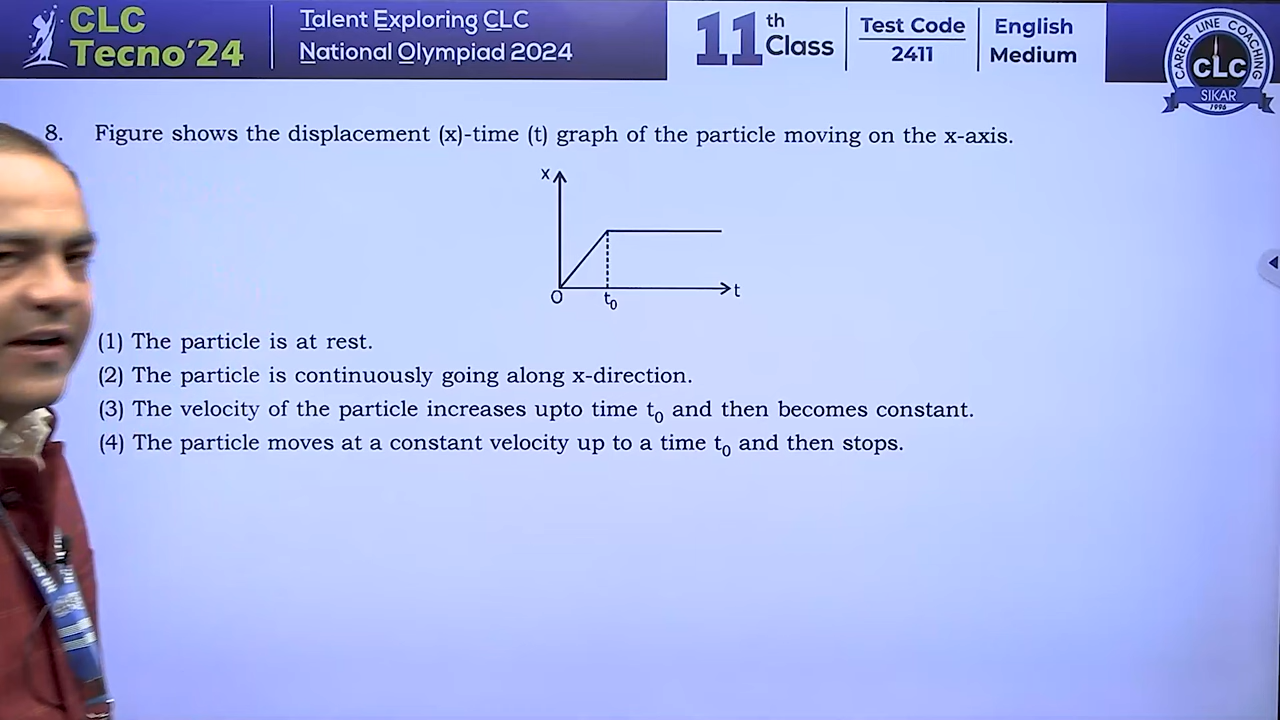 CLC
Tecno'24
Talent Exploring CLC
National Olympiad 2024
11th Class
Test Code
2411
English
Medium
CAREER LINE COACHING
CLC
SIKAR
1996
8. Figure shows the displacement (x)-time (t) graph of the particle moving on the x-axis.
x
O
t0
t
(1) The particle is at rest.
(2) The particle is continuously going along x-direction.
(3) The velocity of the particle increases upto time t0 and then becomes constant.
(4) The particle moves at a constant velocity up to a time t0 and then stops.